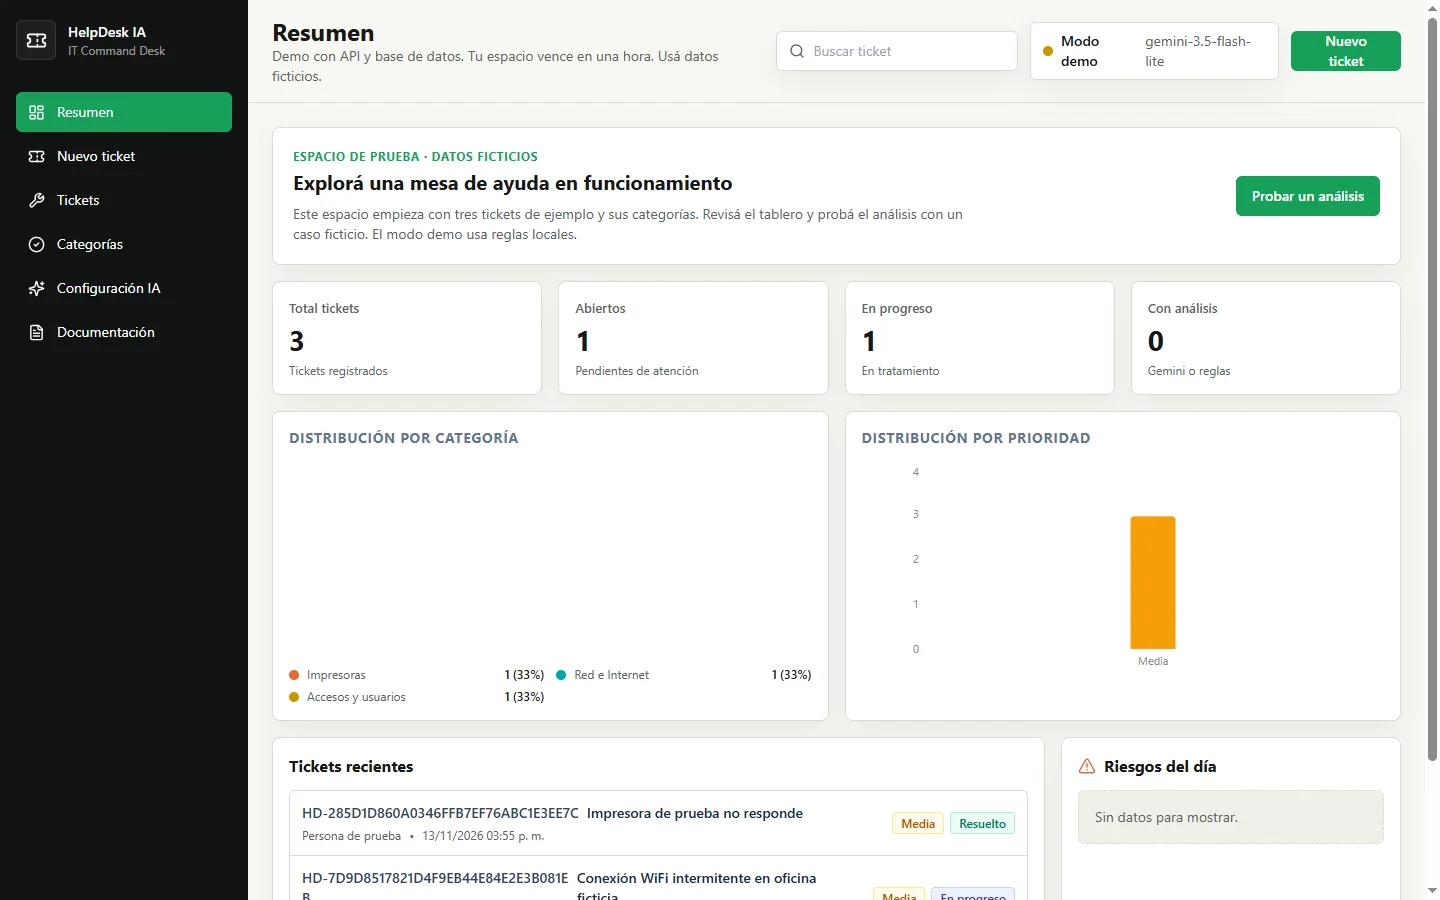 HelpDesk IA
IT Command Desk
Resumen
Nuevo ticket
Tickets
Categorías
Configuración IA
Documentación
Resumen
Demo con API y base de datos. Tu espacio vence en una hora. Usá datos
ficticios.
Buscar ticket
Modo
demo
gemini-3.5-flash-
lite
Nuevo
ticket
ESPACIO DE PRUEBA · DATOS FICTICIOS
Explorá una mesa de ayuda en funcionamiento
Este espacio empieza con tres tickets de ejemplo y sus categorías. Revisá el tablero y probá el análisis con un
caso ficticio. El modo demo usa reglas locales.
Probar un análisis
Total tickets
3
Tickets registrados
Abiertos
1
Pendientes de atención
En progreso
1
En tratamiento
Con análisis
0
Gemini o reglas
DISTRIBUCIÓN POR CATEGORÍA
Impresoras 1 (33%)
Red e Internet 1 (33%)
Accesos y usuarios 1 (33%)
DISTRIBUCIÓN POR PRIORIDAD
4
3
2
1
0
Media
Tickets recientes
HD-285D1D860A0346FFB7EF76ABC1E3EE7C Impresora de prueba no responde
Persona de prueba • 13/11/2026 03:55 p. m.
Media
Resuelto
HD-7D9D8517821D4F9EB44E84E2E3B081E Conexión WiFi intermitente en oficina
B ficticia
Media
En progreso
Riesgos del día
Sin datos para mostrar.